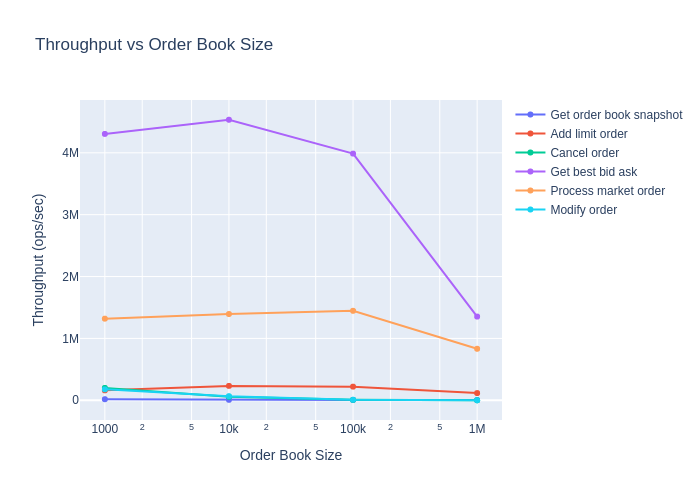 Throughput vs Order Book Size
Throughput (ops/sec)
4M
3M
2M
1M
0
1000
2
5
10k
2
5
100k
2
5
1M
Order Book Size
Get order book snapshot
Add limit order
Cancel order
Get best bid ask
Process market order
Modify order